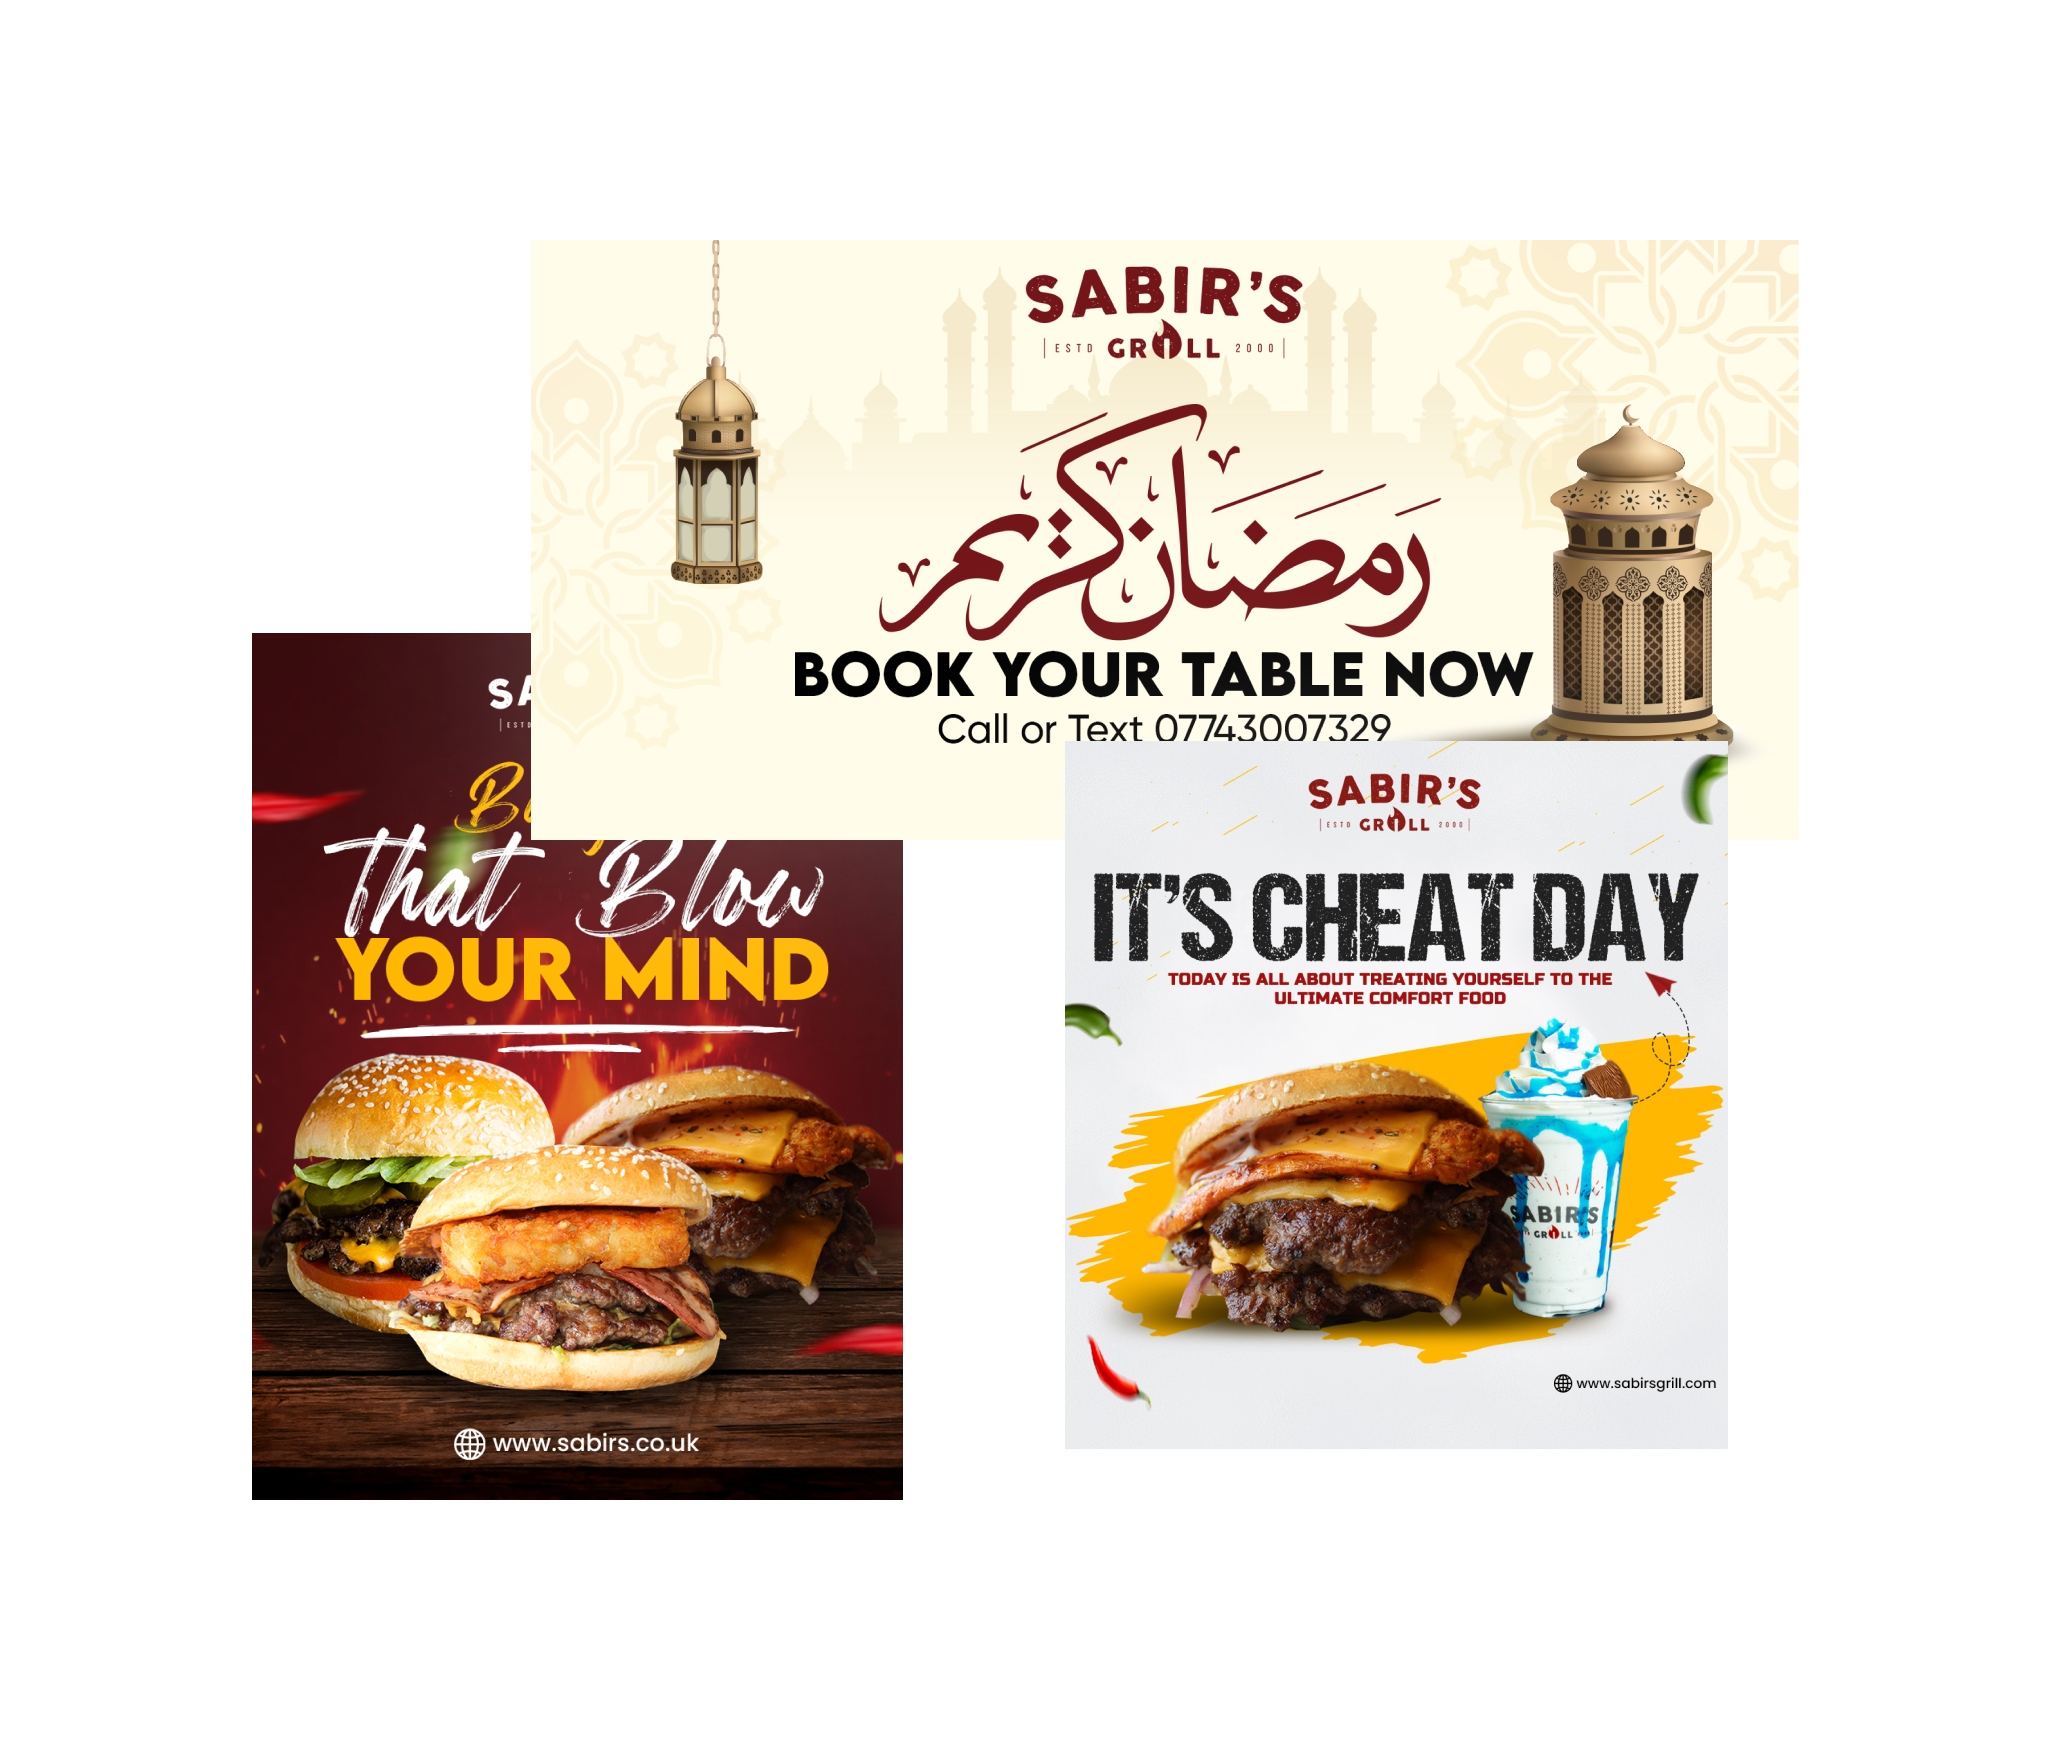 SABIR'S
ESTD GRILL 2000
رمضان كريم
BOOK YOUR TABLE NOW
Call or Text 07743007329
That Blow
YOUR MIND
www.sabirs.co.uk
SABIR'S
ESTD GRILL 2000
IT'S CHEAT DAY
TODAY IS ALL ABOUT TREATING YOURSELF TO THE
ULTIMATE COMFORT FOOD
SABIR'S
GRILL
www.sabirsgrill.com